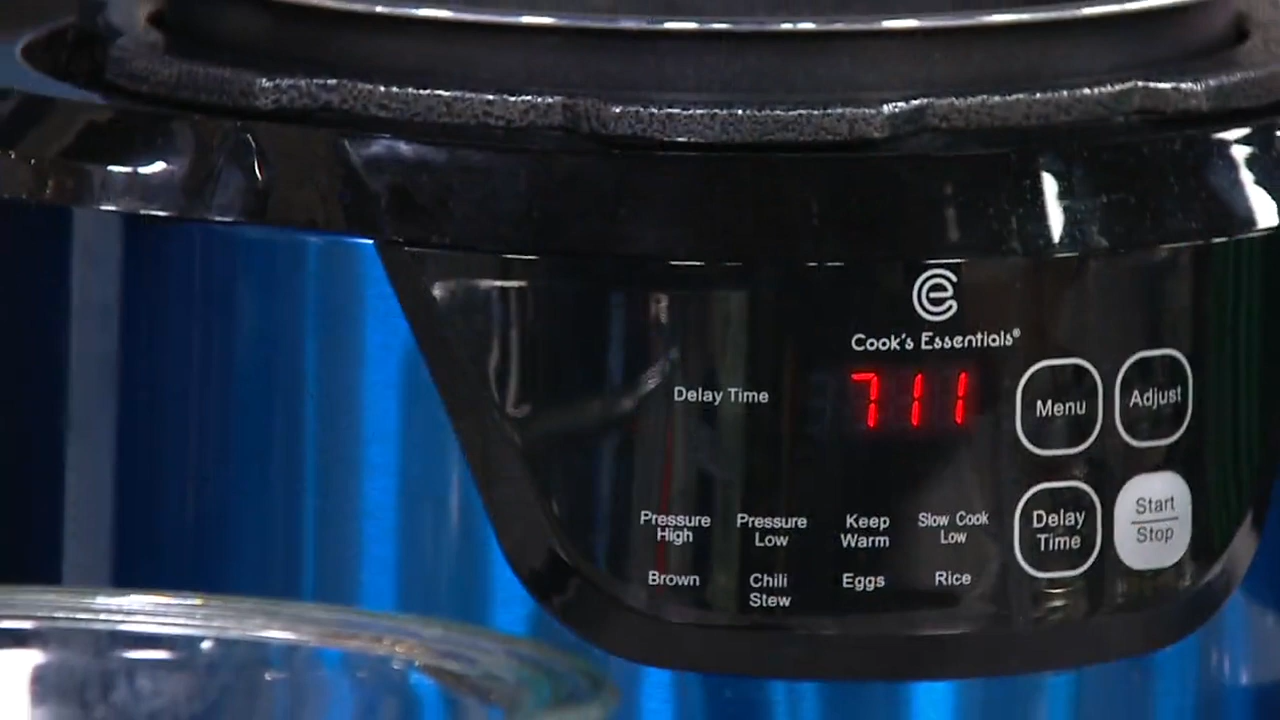 e
Cook's Essentials®
Delay Time
711
Menu
Adjust
Pressure High
Pressure Low
Keep Warm
Slow Cook Low
Delay Time
Start
Stop
Brown
Chili Stew
Eggs
Rice